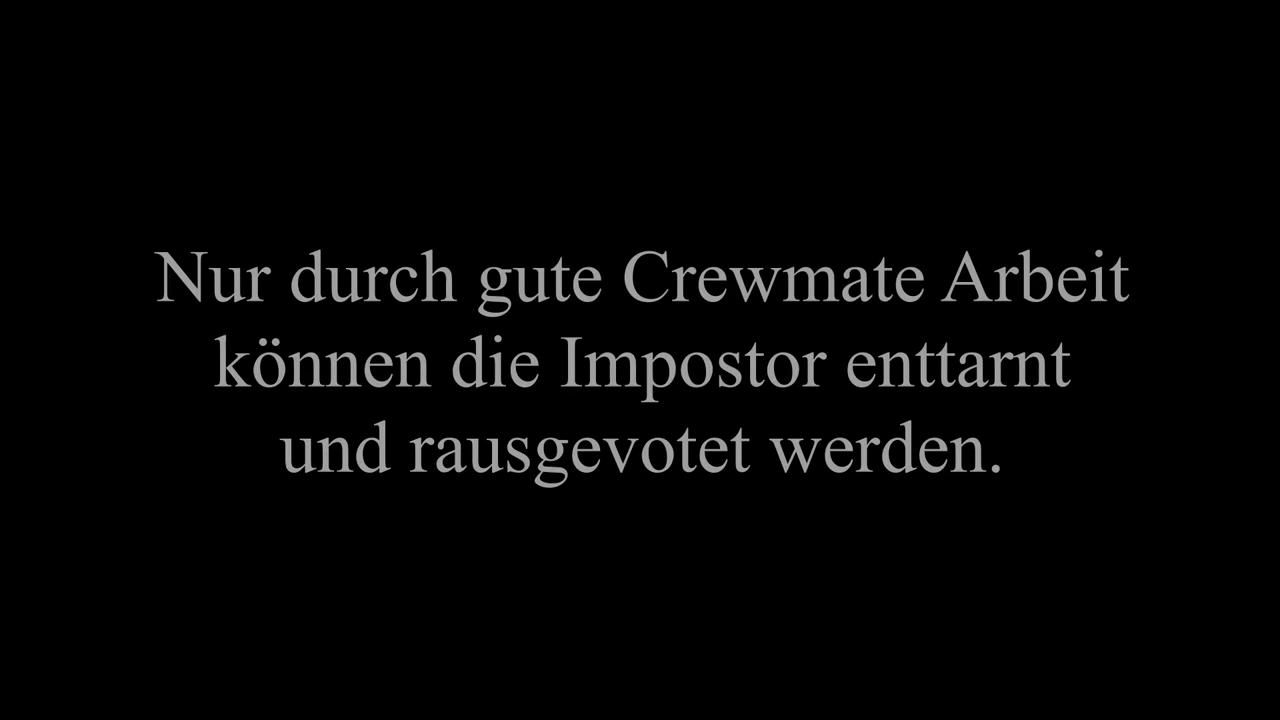 Nur durch gute Crewmate Arbeit
können die Impostor enttarnt
und rausgevotet werden.